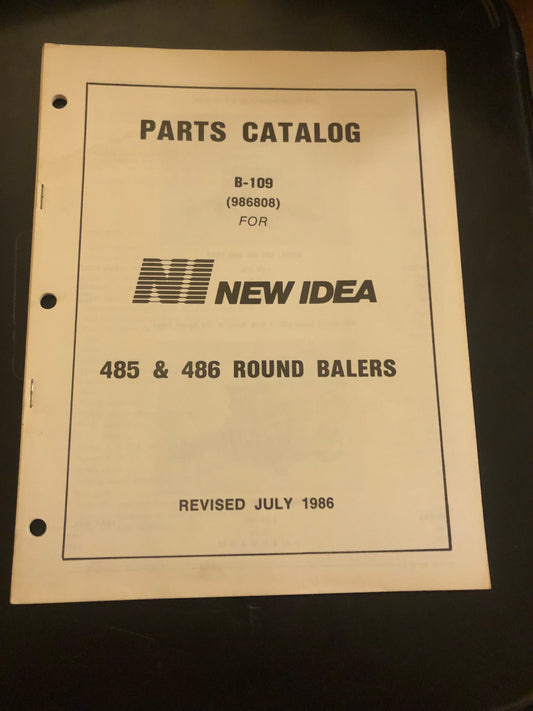 PARTS CATALOG
B-109
(986808)
FOR
NI NEW IDEA
485 & 486 ROUND BALERS
REVISED JULY 1986